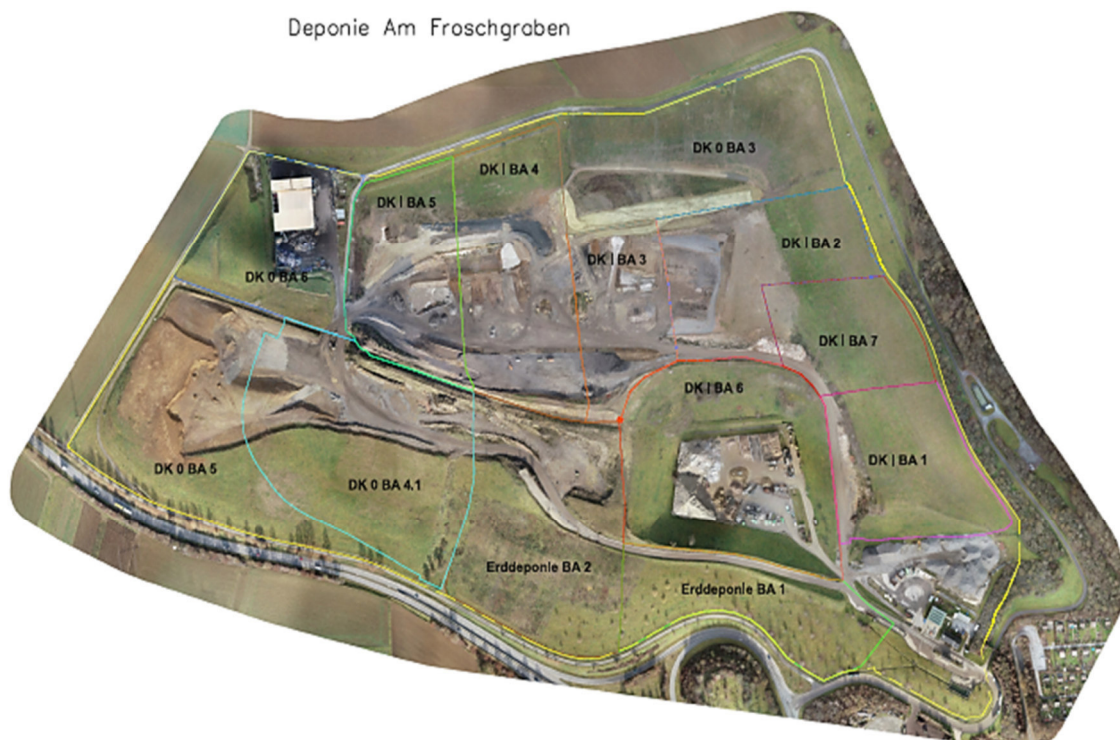 Deponie Am Froschgraben
DK 0 BA 3
DK I BA 4
DK I BA 5
DK I BA 2
DK I BA 3
DK 0 BA 6
DK I BA 7
DK I BA 6
DK I BA 1
DK 0 BA 5
DK 0 BA 4.1
Erddeponie BA 2
Erddeponie BA 1